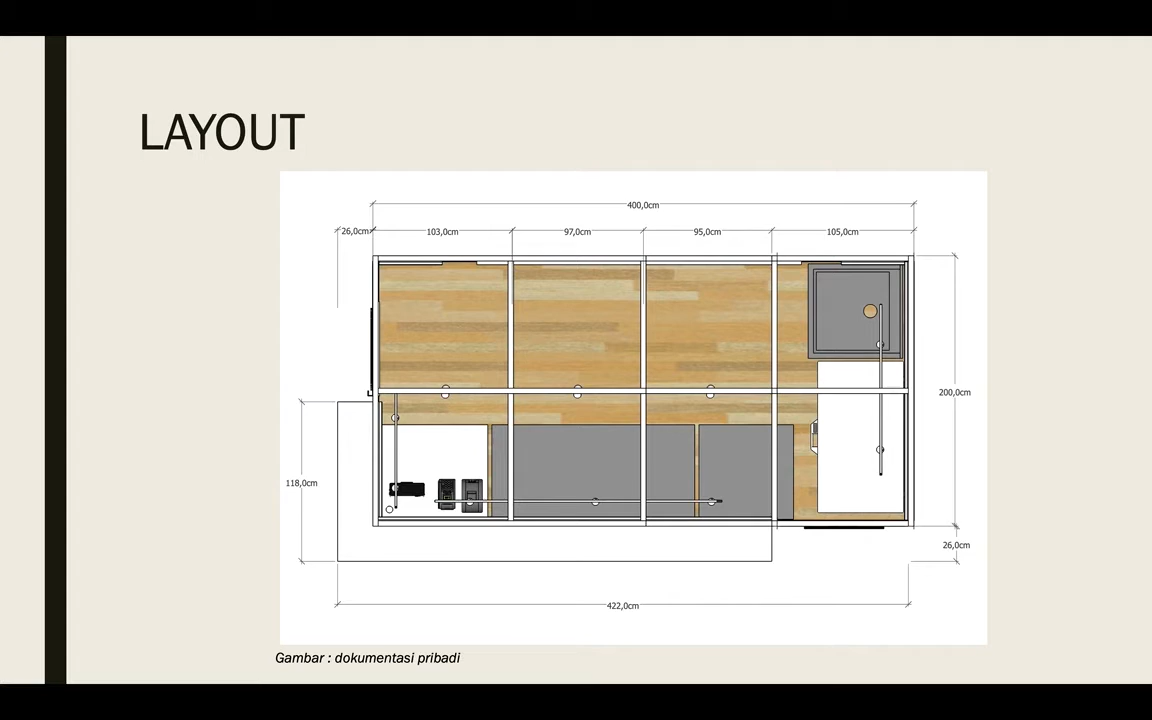 LAYOUT
400,0cm
26,0cm 103,0cm 97,0cm 95,0cm 105,0cm
200,0cm
118,0cm
26,0cm
422,0cm
Gambar : dokumentasi pribadi